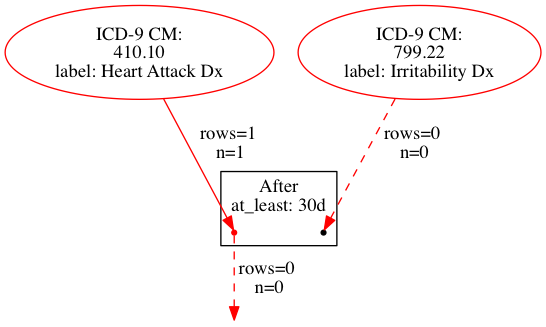 ICD-9 CM:
410.10
label: Heart Attack Dx
ICD-9 CM:
799.22
label: Irritability Dx
rows=1
n=1
rows=0
n=0
After
at_least: 30d
rows=0
n=0